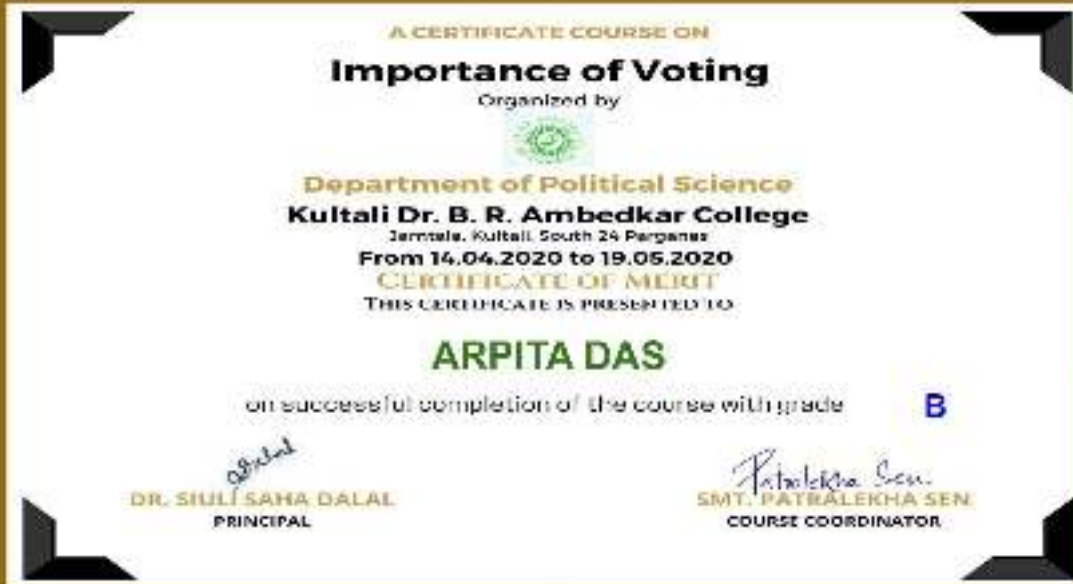 A CERTIFICATE COURSE ON
Importance of Voting
Organized by
Department of Political Science
Kultali Dr. B. R. Ambedkar College
Jamtala, Kultali, South 24 Parganas
From 14.04.2020 to 19.05.2020
CERTIFICATE OF MERIT
THIS CERTIFICATE IS PRESENTED TO
ARPITA DAS
on successful completion of the course with grade B
Patralekha Sen.
DR. SIULI SAHA DALAL
SMT. PATRALEKHA SEN
PRINCIPAL
COURSE COORDINATOR